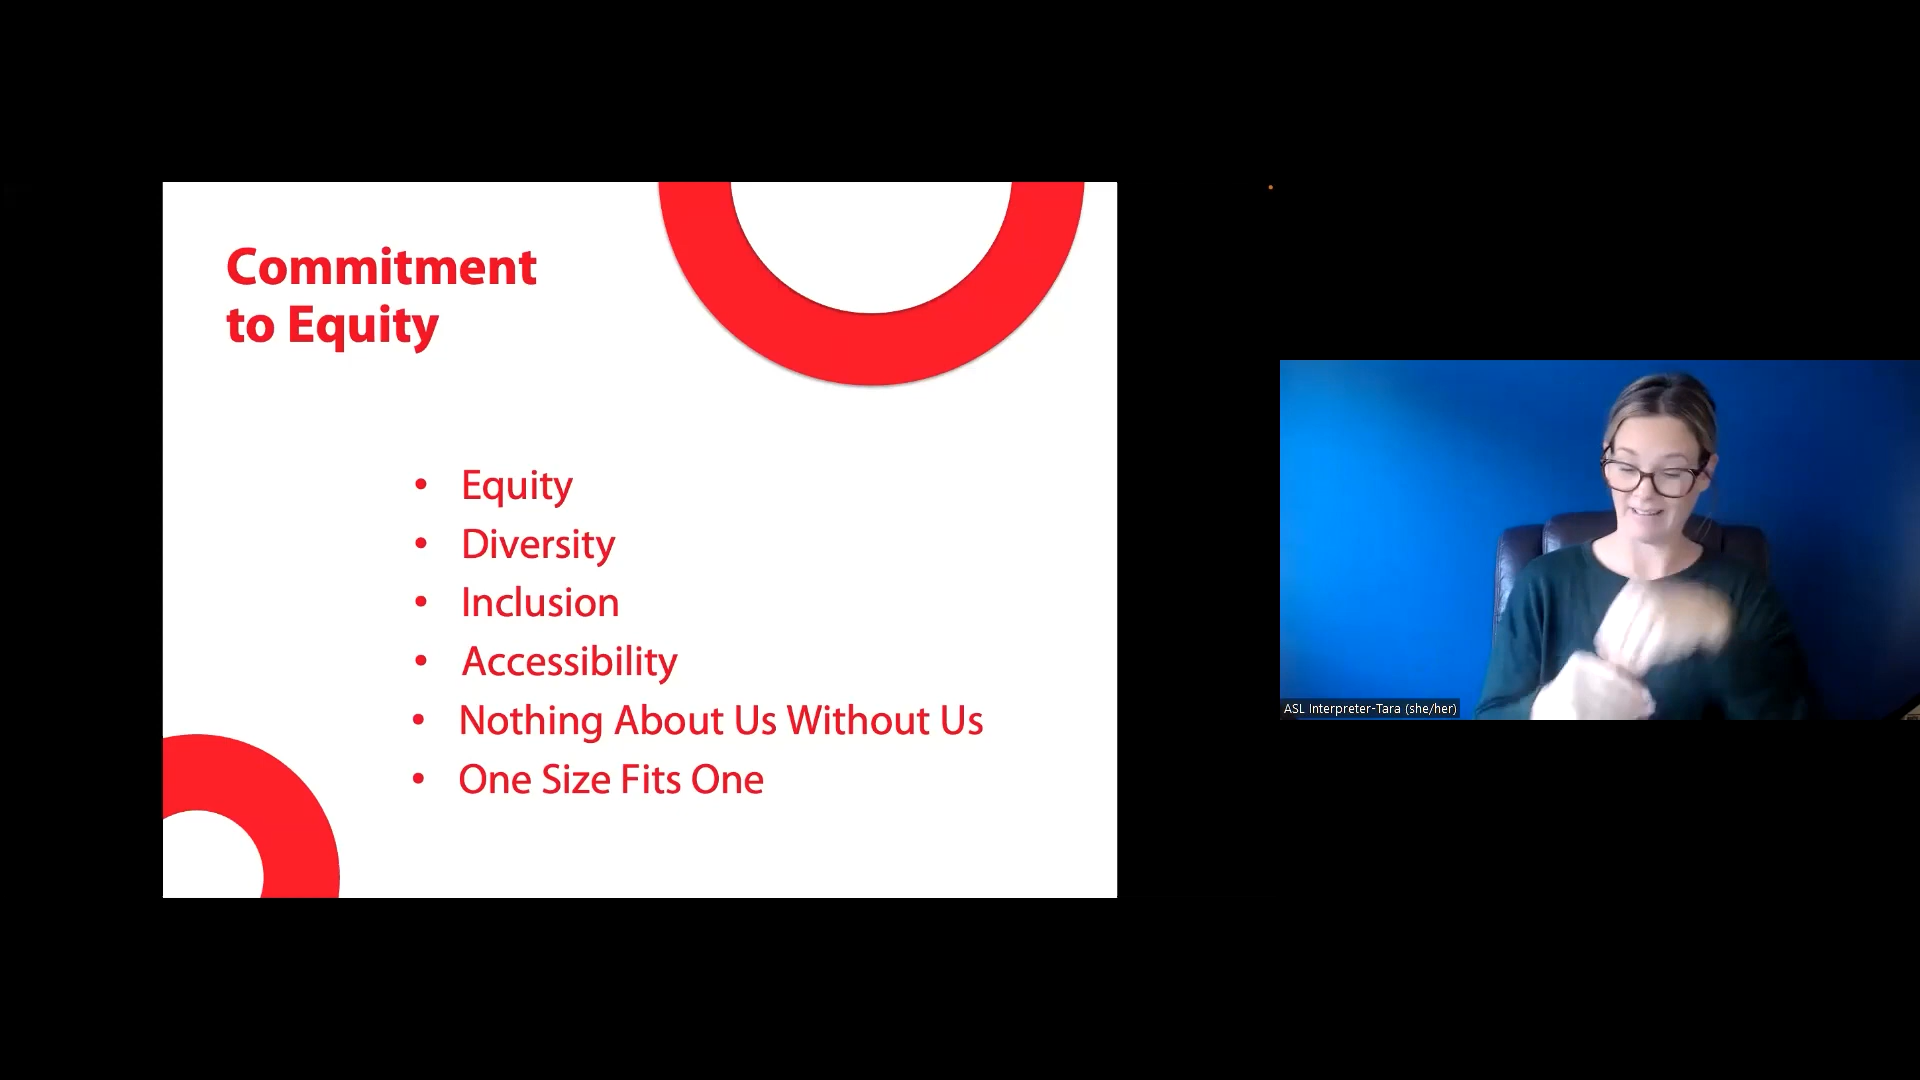 Commitment
to Equity
• Equity
• Diversity
• Inclusion
• Accessibility
• Nothing About Us Without Us
• One Size Fits One
ASL Interpreter-Tara (she/her)